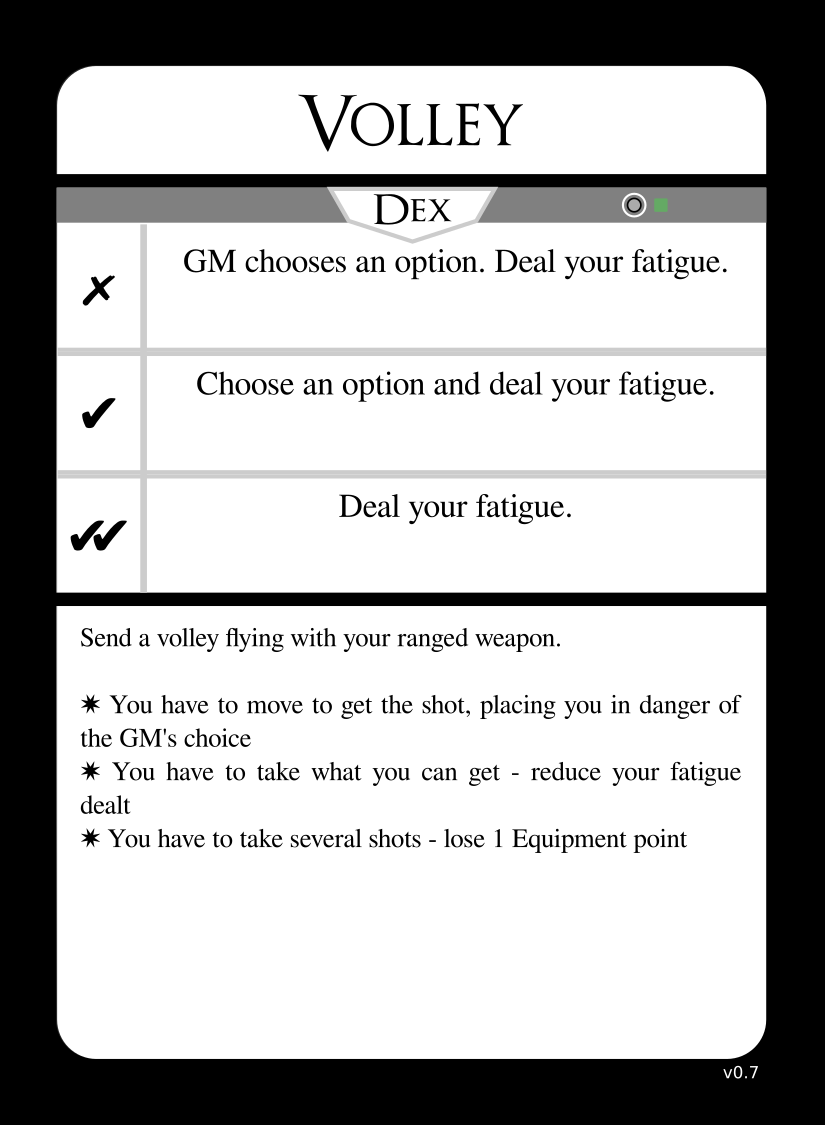 VOLLEY
DEX
✗ GM chooses an option. Deal your fatigue.
✔ Choose an option and deal your fatigue.
✔✔ Deal your fatigue.
Send a volley flying with your ranged weapon.
✷ You have to move to get the shot, placing you in danger of
the GM's choice
✷ You have to take what you can get - reduce your fatigue
dealt
✷ You have to take several shots - lose 1 Equipment point
v0.7